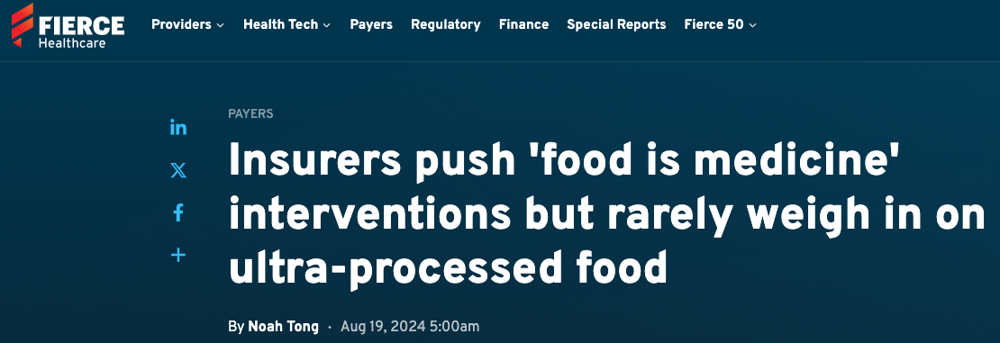 FIERCE
Healthcare
Providers Health Tech Payers Regulatory Finance Special Reports Fierce 50
PAYERS
Insurers push 'food is medicine'
interventions but rarely weigh in on
ultra-processed food
By Noah Tong · Aug 19, 2024 5:00am